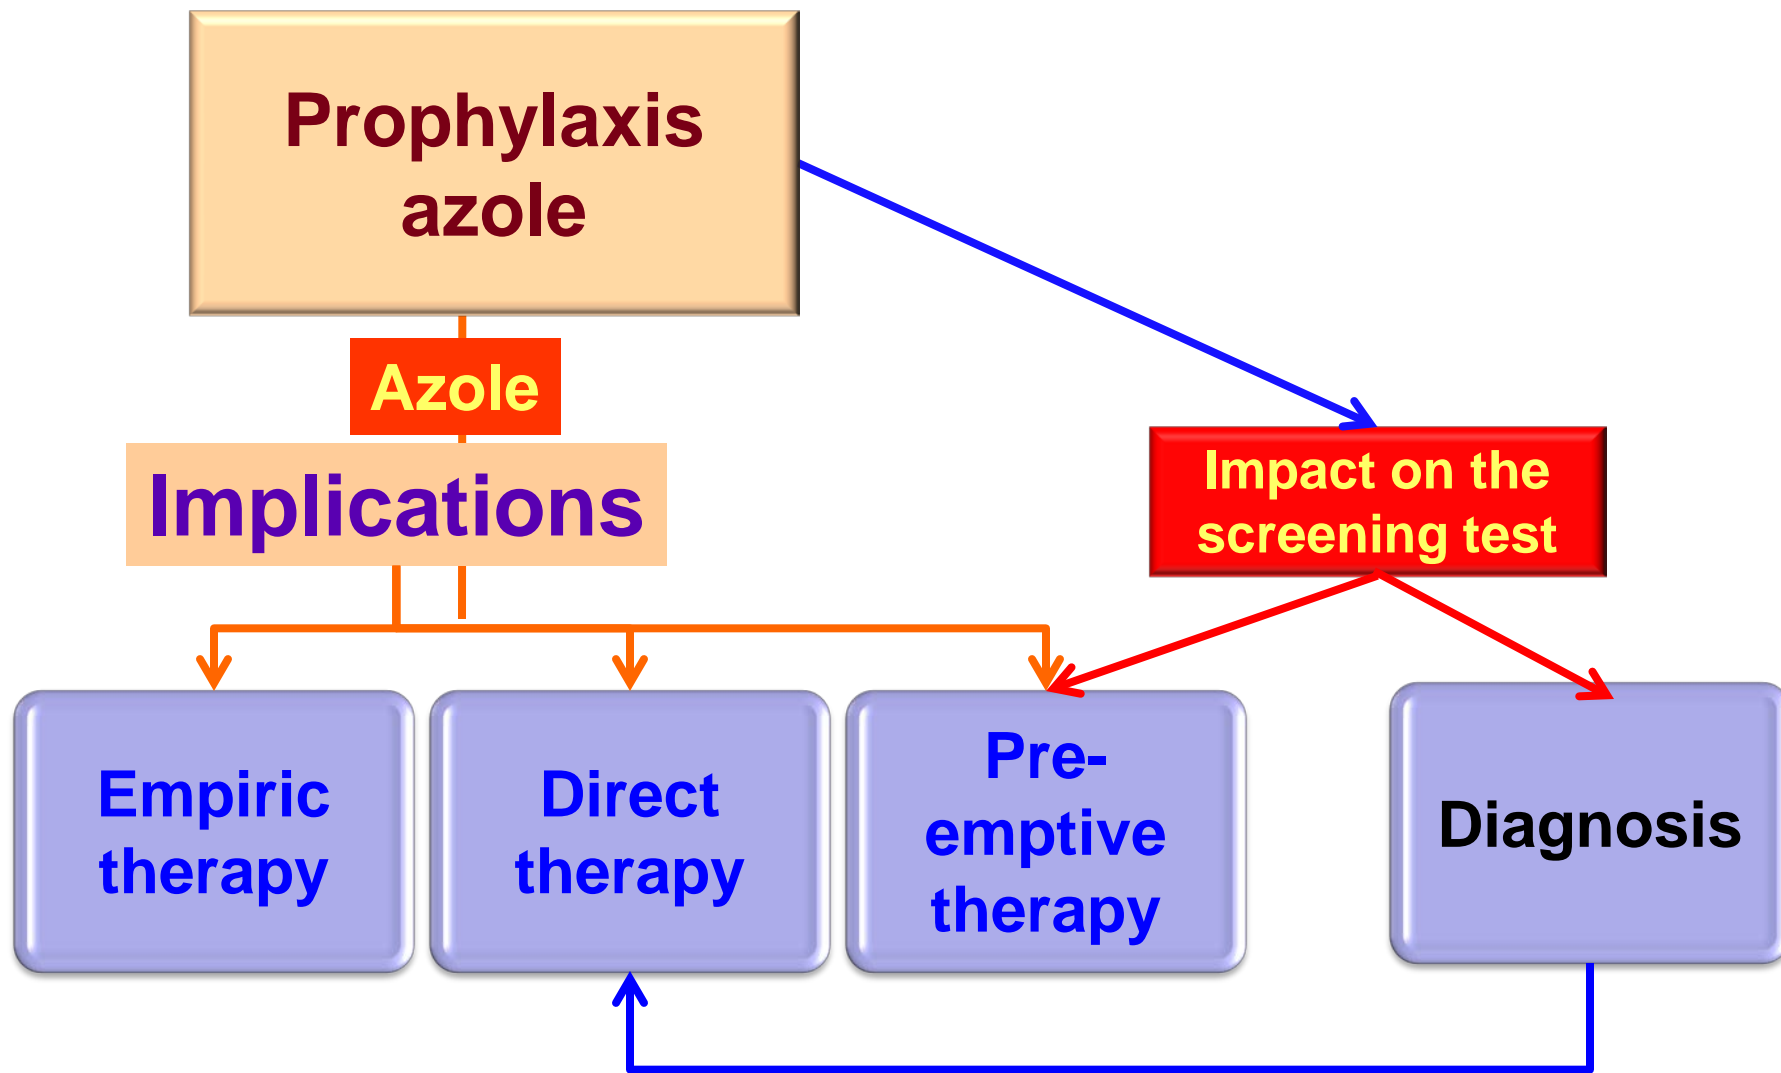 Prophylaxis
azole
Azole
Implications
Impact on the
screening test
Empiric
therapy
Direct
therapy
Pre-
emptive
therapy
Diagnosis